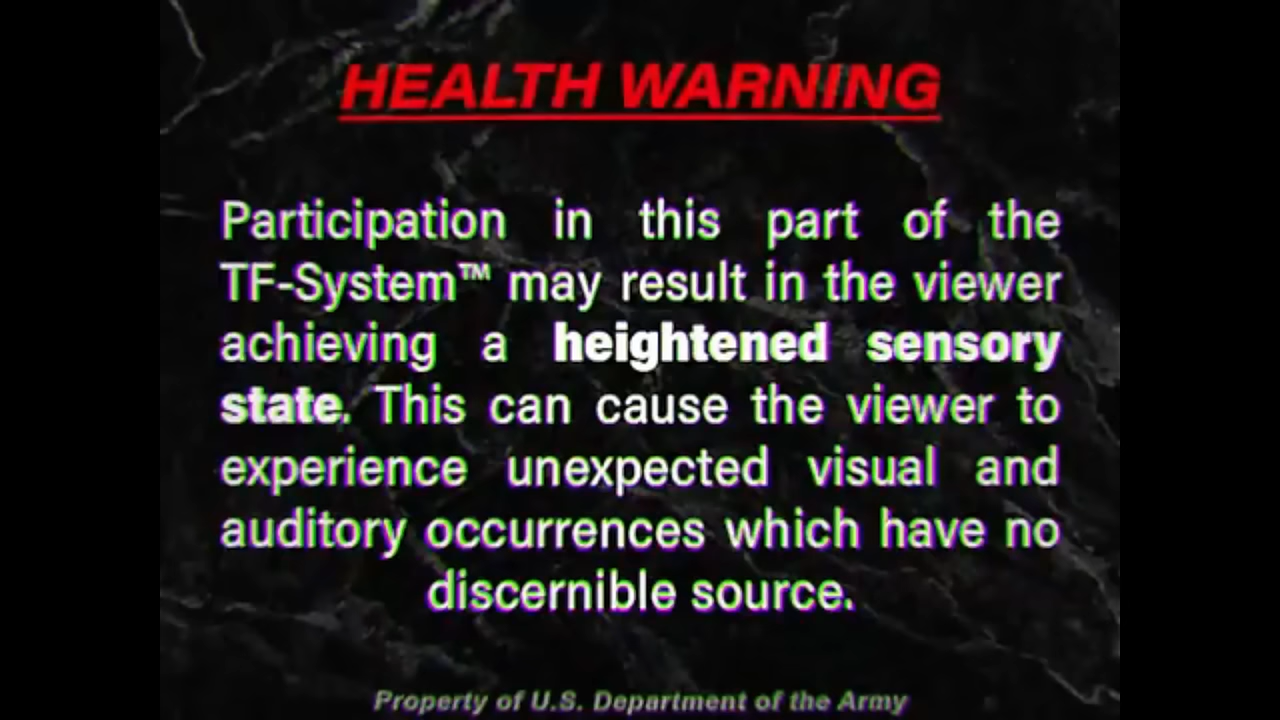 HEALTH WARNING
Participation in this part of the
TF-System™ may result in the viewer
achieving a heightened sensory
state. This can cause the viewer to
experience unexpected visual and
auditory occurrences which have no
discernible source.
Property of U.S. Department of the Army